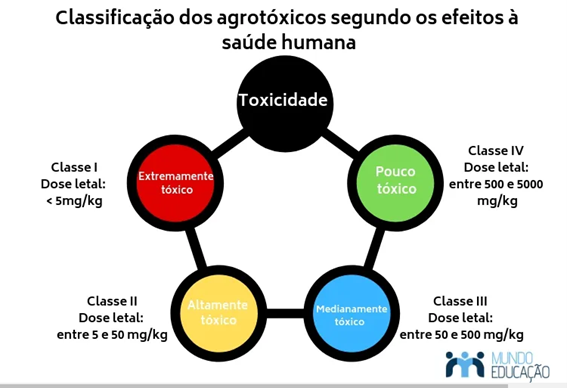 Classificação dos agrotóxicos segundo os efeitos à
saúde humana
Toxicidade
Classe I
Dose letal:
< 5mg/kg
Extremamente
tóxico
Pouco
tóxico
Classe IV
Dose letal:
entre 500 e 5000
mg/kg
Classe II
Dose letal:
entre 5 e 50 mg/kg
Altamente
tóxico
Medianamente
tóxico
Classe III
Dose letal:
entre 50 e 500 mg/kg
MUNDO
EDUCAÇÃO